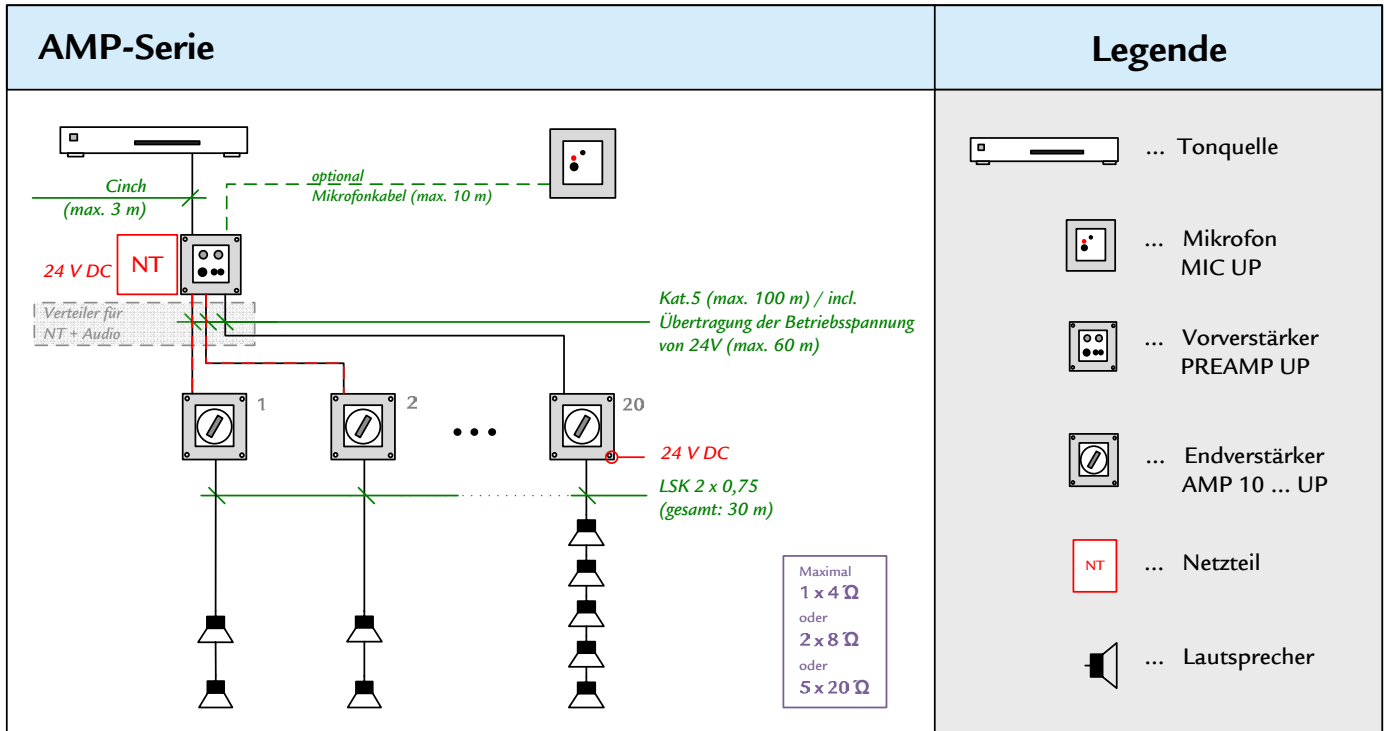 AMP-Serie
Legende
Cinch
(max. 3 m)
optional
Mikrofonkabel (max. 10 m)
24 V DC
NT
Verteiler für
NT + Audio
Kat.5 (max. 100 m) / incl.
Übertragung der Betriebsspannung
von 24V (max. 60 m)
1
2
...
20
24 V DC
LSK 2 x 0,75
(gesamt: 30 m)
Maximal
1 x 4 Ω
oder
2 x 8 Ω
oder
5 x 20 Ω
... Tonquelle
... Mikrofon
MIC UP
... Vorverstärker
PREAMP UP
... Endverstärker
AMP 10 ... UP
NT
... Netzteil
... Lautsprecher